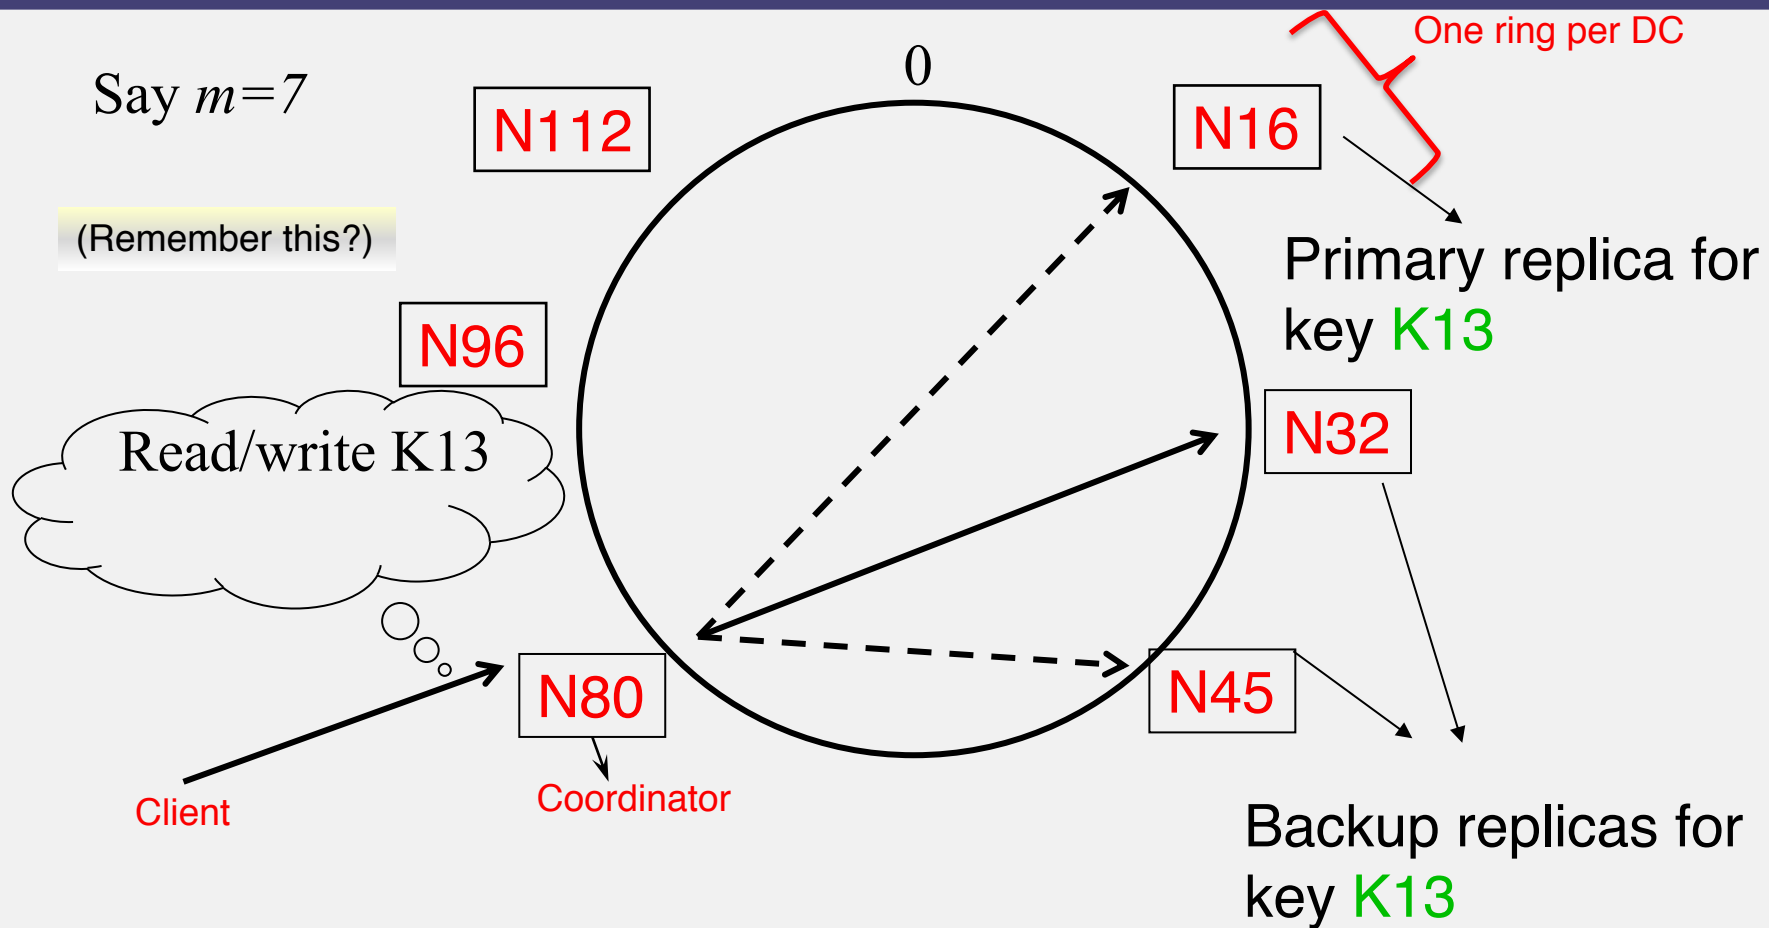 One ring per DC
Say m=7
0
N112
N16
(Remember this?)
Primary replica for
key K13
N96
Read/write K13
N32
N80
N45
Client
Coordinator
Backup replicas for
key K13